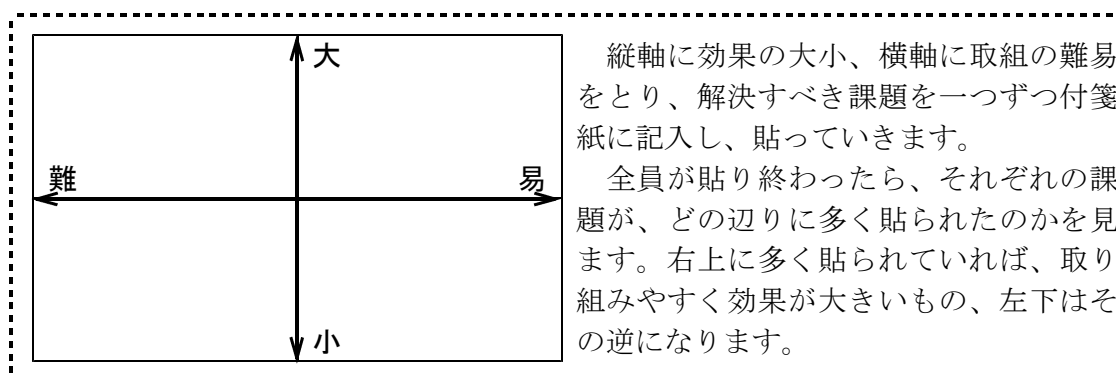 大
難
易
小
縦軸に効果の大小、横軸に取組の難易
をとり、解決すべき課題を一つずつ付箋
紙に記入し、貼っていきます。
全員が貼り終わったら、それぞれの課
題が、どの辺りに多く貼られたのかを見
ます。右上に多く貼られていれば、取り
組みやすく効果が大きいもの、左下はそ
の逆になります。